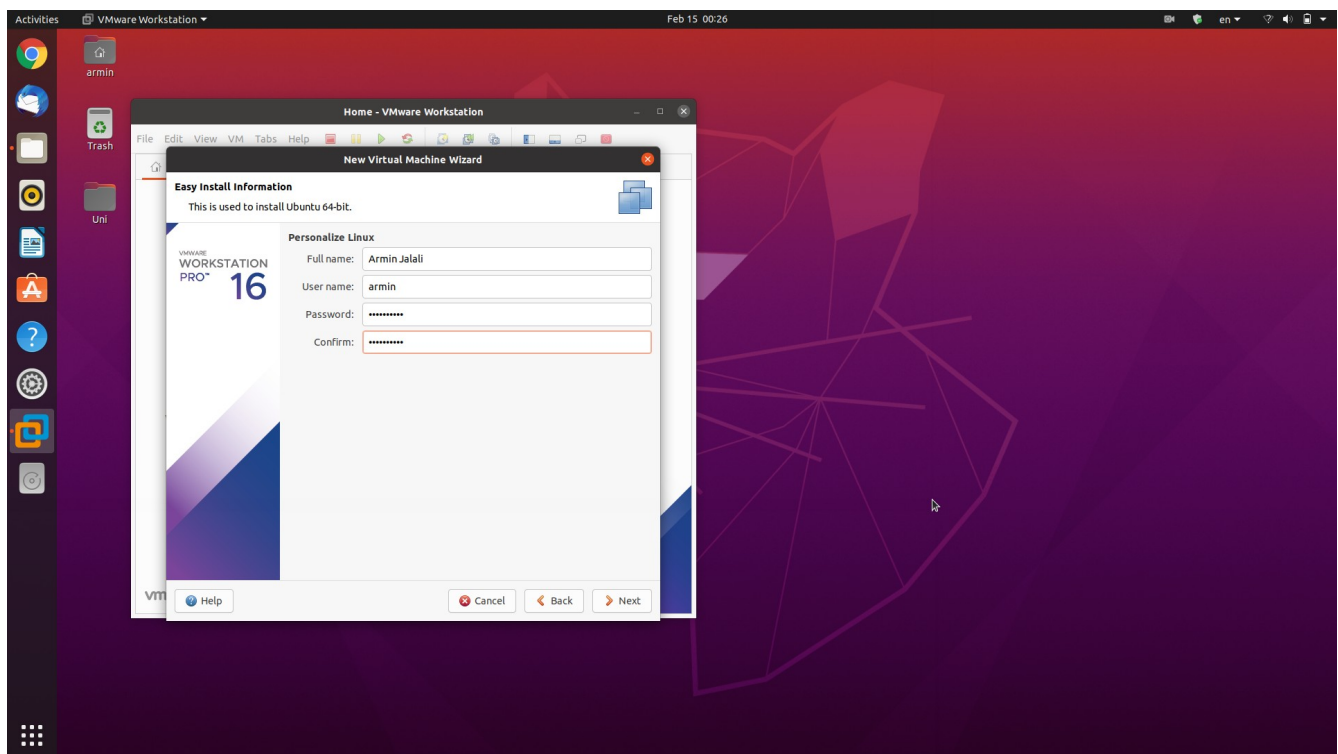 Activities VMware Workstation Feb 15 00:26 en
armin
Trash
Uni
Home - VMware Workstation
File Edit View VM Tabs Help
New Virtual Machine Wizard
Easy Install Information
This is used to install Ubuntu 64-bit.
VMWARE
WORKSTATION
PRO™ 16
Personalize Linux
Full name: Armin Jalali
User name: armin
Password: ••••••••••
Confirm: ••••••••••
vm
Help Cancel Back Next